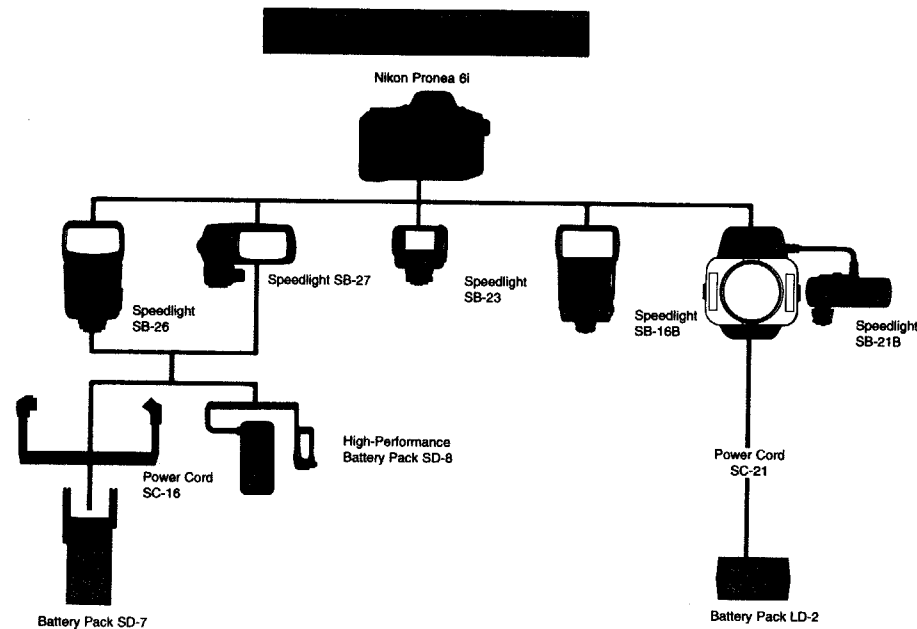 Nikon Pronea 6i
Speedlight
SB-26
Speedlight SB-27
Speedlight
SB-23
Speedlight
SB-16B
Speedlight
SB-21B
High-Performance
Battery Pack SD-8
Power Cord
SC-16
Power Cord
SC-21
Battery Pack SD-7
Battery Pack LD-2